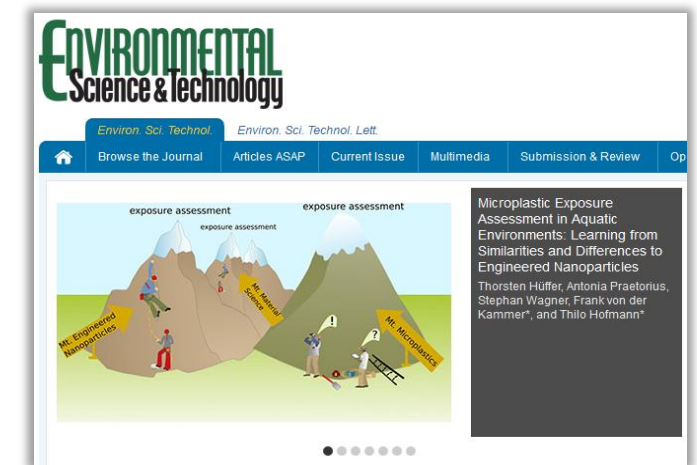 Environmental
Science & Technology
Environ. Sci. Technol.
Environ. Sci. Technol. Lett.
Browse the Journal
Articles ASAP
Current Issue
Multimedia
Submission & Review
Op
exposure assessment
exposure assessment
exposure assessment
Mt. Engineered
Nanoparticles
Mt. Material
Science
Mt. Microplastics
!
?
Microplastic Exposure
Assessment in Aquatic
Environments: Learning from
Similarities and Differences to
Engineered Nanoparticles
Thorsten Hüffer, Antonia Praetorius,
Stephan Wagner, Frank von der
Kammer*, and Thilo Hofmann*